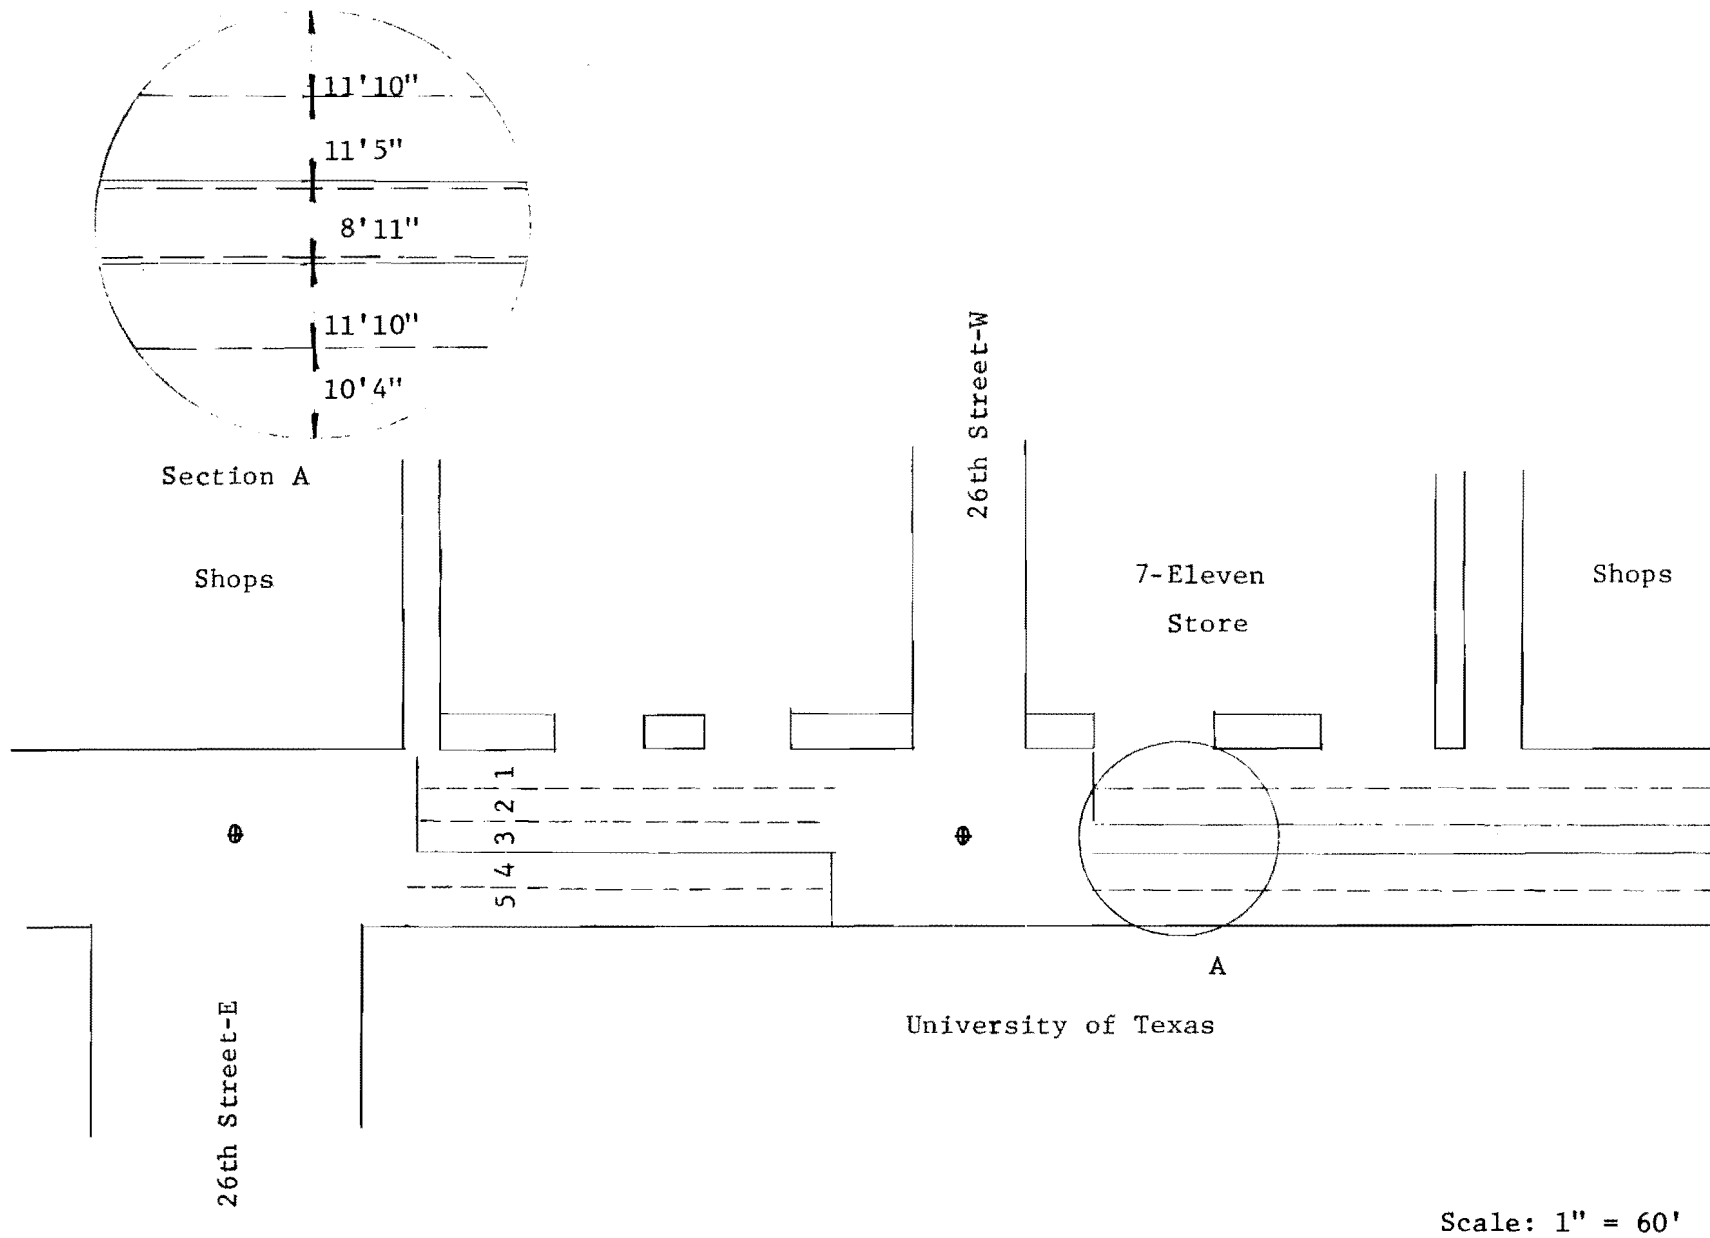 11'10"
11'5"
8'11"
11'10"
10'4"
Section A
26th Street-W
Shops
7-Eleven
Store
Shops
1
2
3
4
5
A
University of Texas
26th Street-E
Scale: 1" = 60'